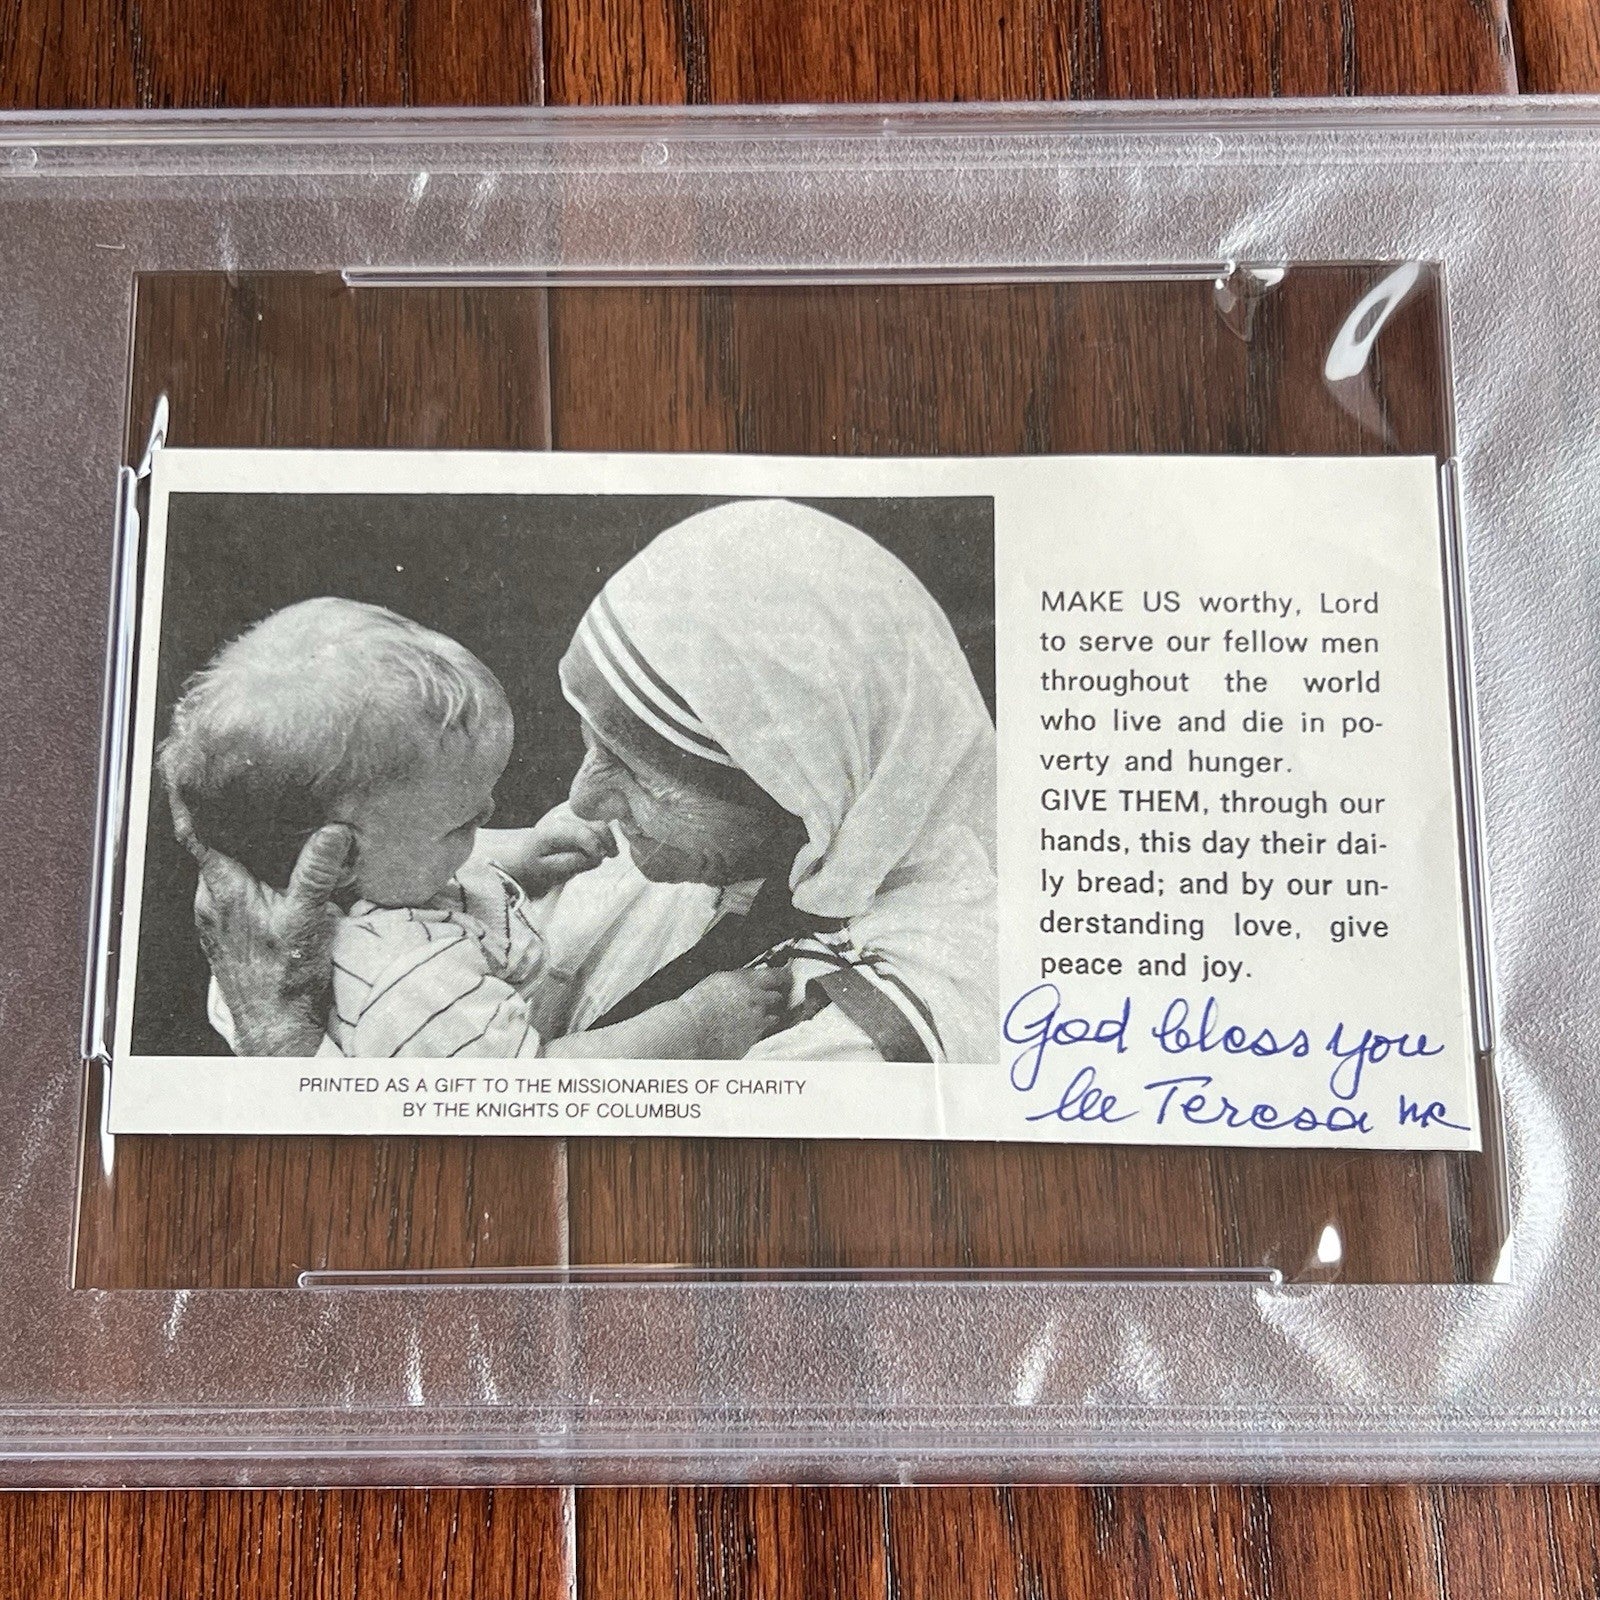 MAKE US worthy, Lord
to serve our fellow men
throughout the world
who live and die in po-
verty and hunger.
GIVE THEM, through our
hands, this day their dai-
ly bread; and by our un-
derstanding love, give
peace and joy.
God bless you
lee Teresa mc
PRINTED AS A GIFT TO THE MISSIONARIES OF CHARITY
BY THE KNIGHTS OF COLUMBUS